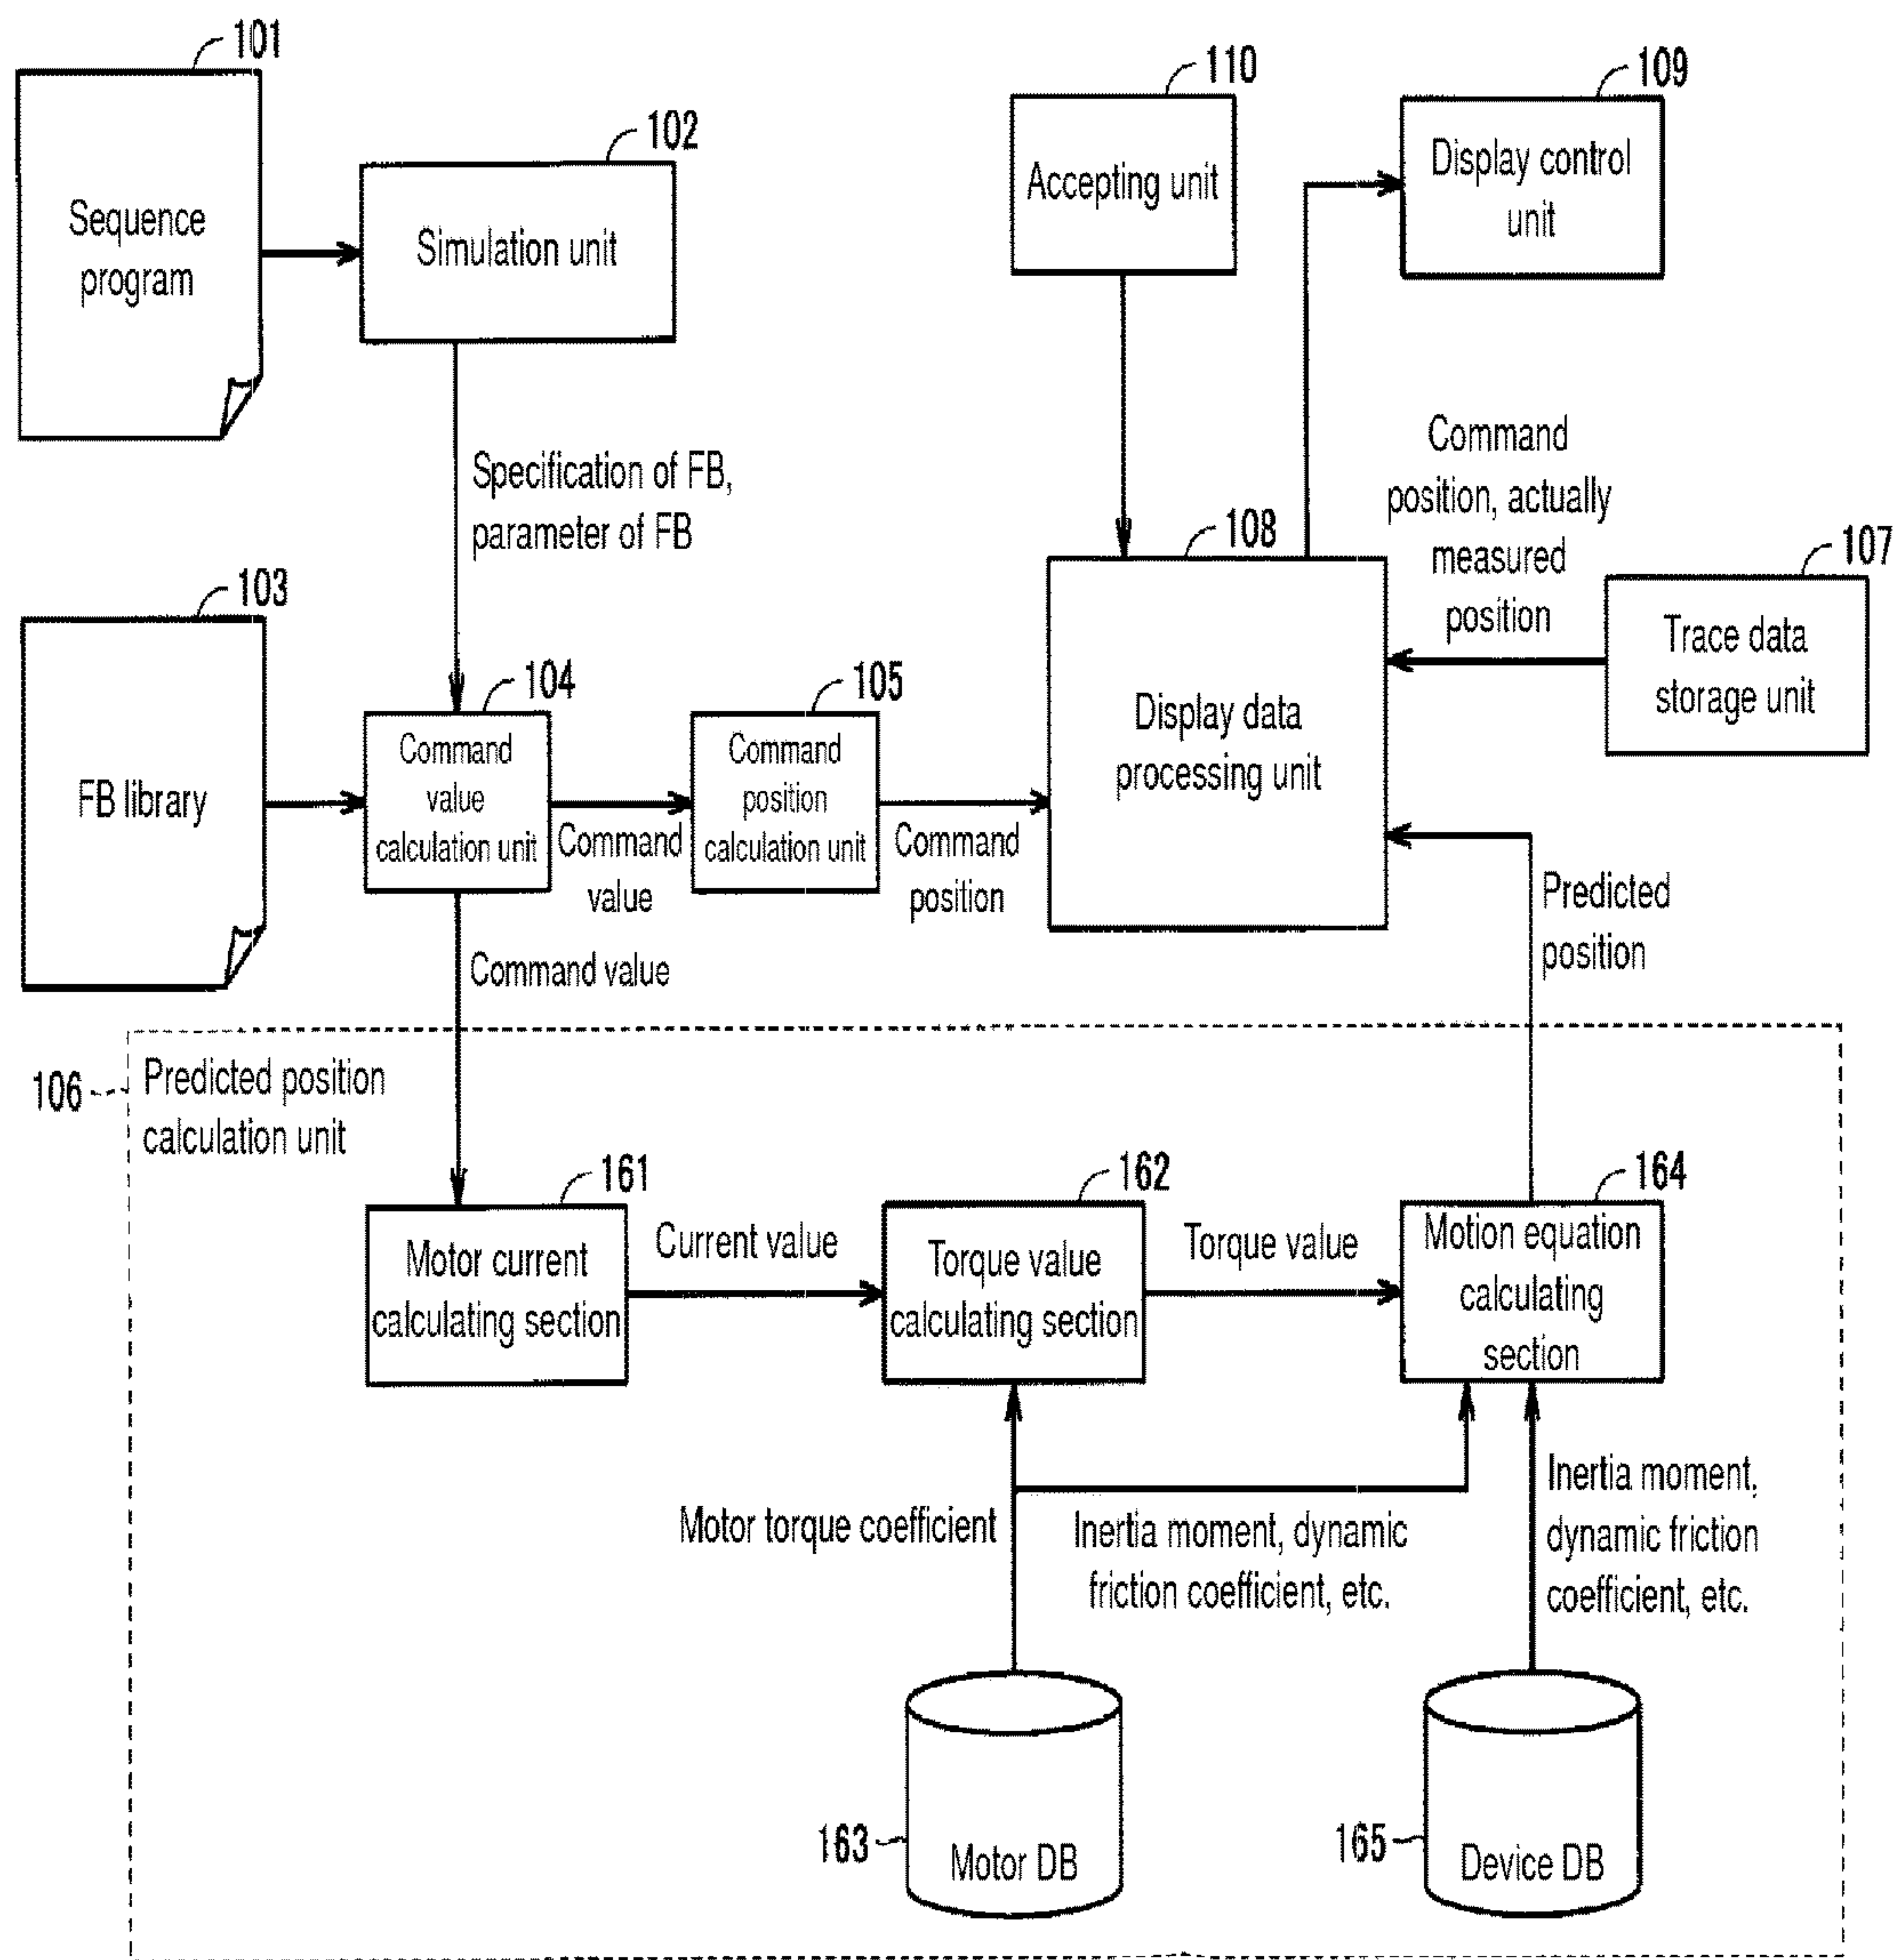 101
Sequence
program
102
Simulation unit
110
Accepting unit
109
Display control
unit
Specification of FB,
parameter of FB
Command
position, actually
measured
position
103
FB library
104
Command
value
calculation unit
Command
value
105
Command
position
calculation unit
Command
position
108
Display data
processing unit
107
Trace data
storage unit
Command value
Predicted
position
106
Predicted position
calculation unit
161
Motor current
calculating section
Current value
162
Torque value
calculating section
Torque value
164
Motion equation
calculating
section
Motor torque coefficient
Inertia moment, dynamic
friction coefficient, etc.
Inertia moment,
dynamic friction
coefficient, etc.
163
Motor DB
165
Device DB